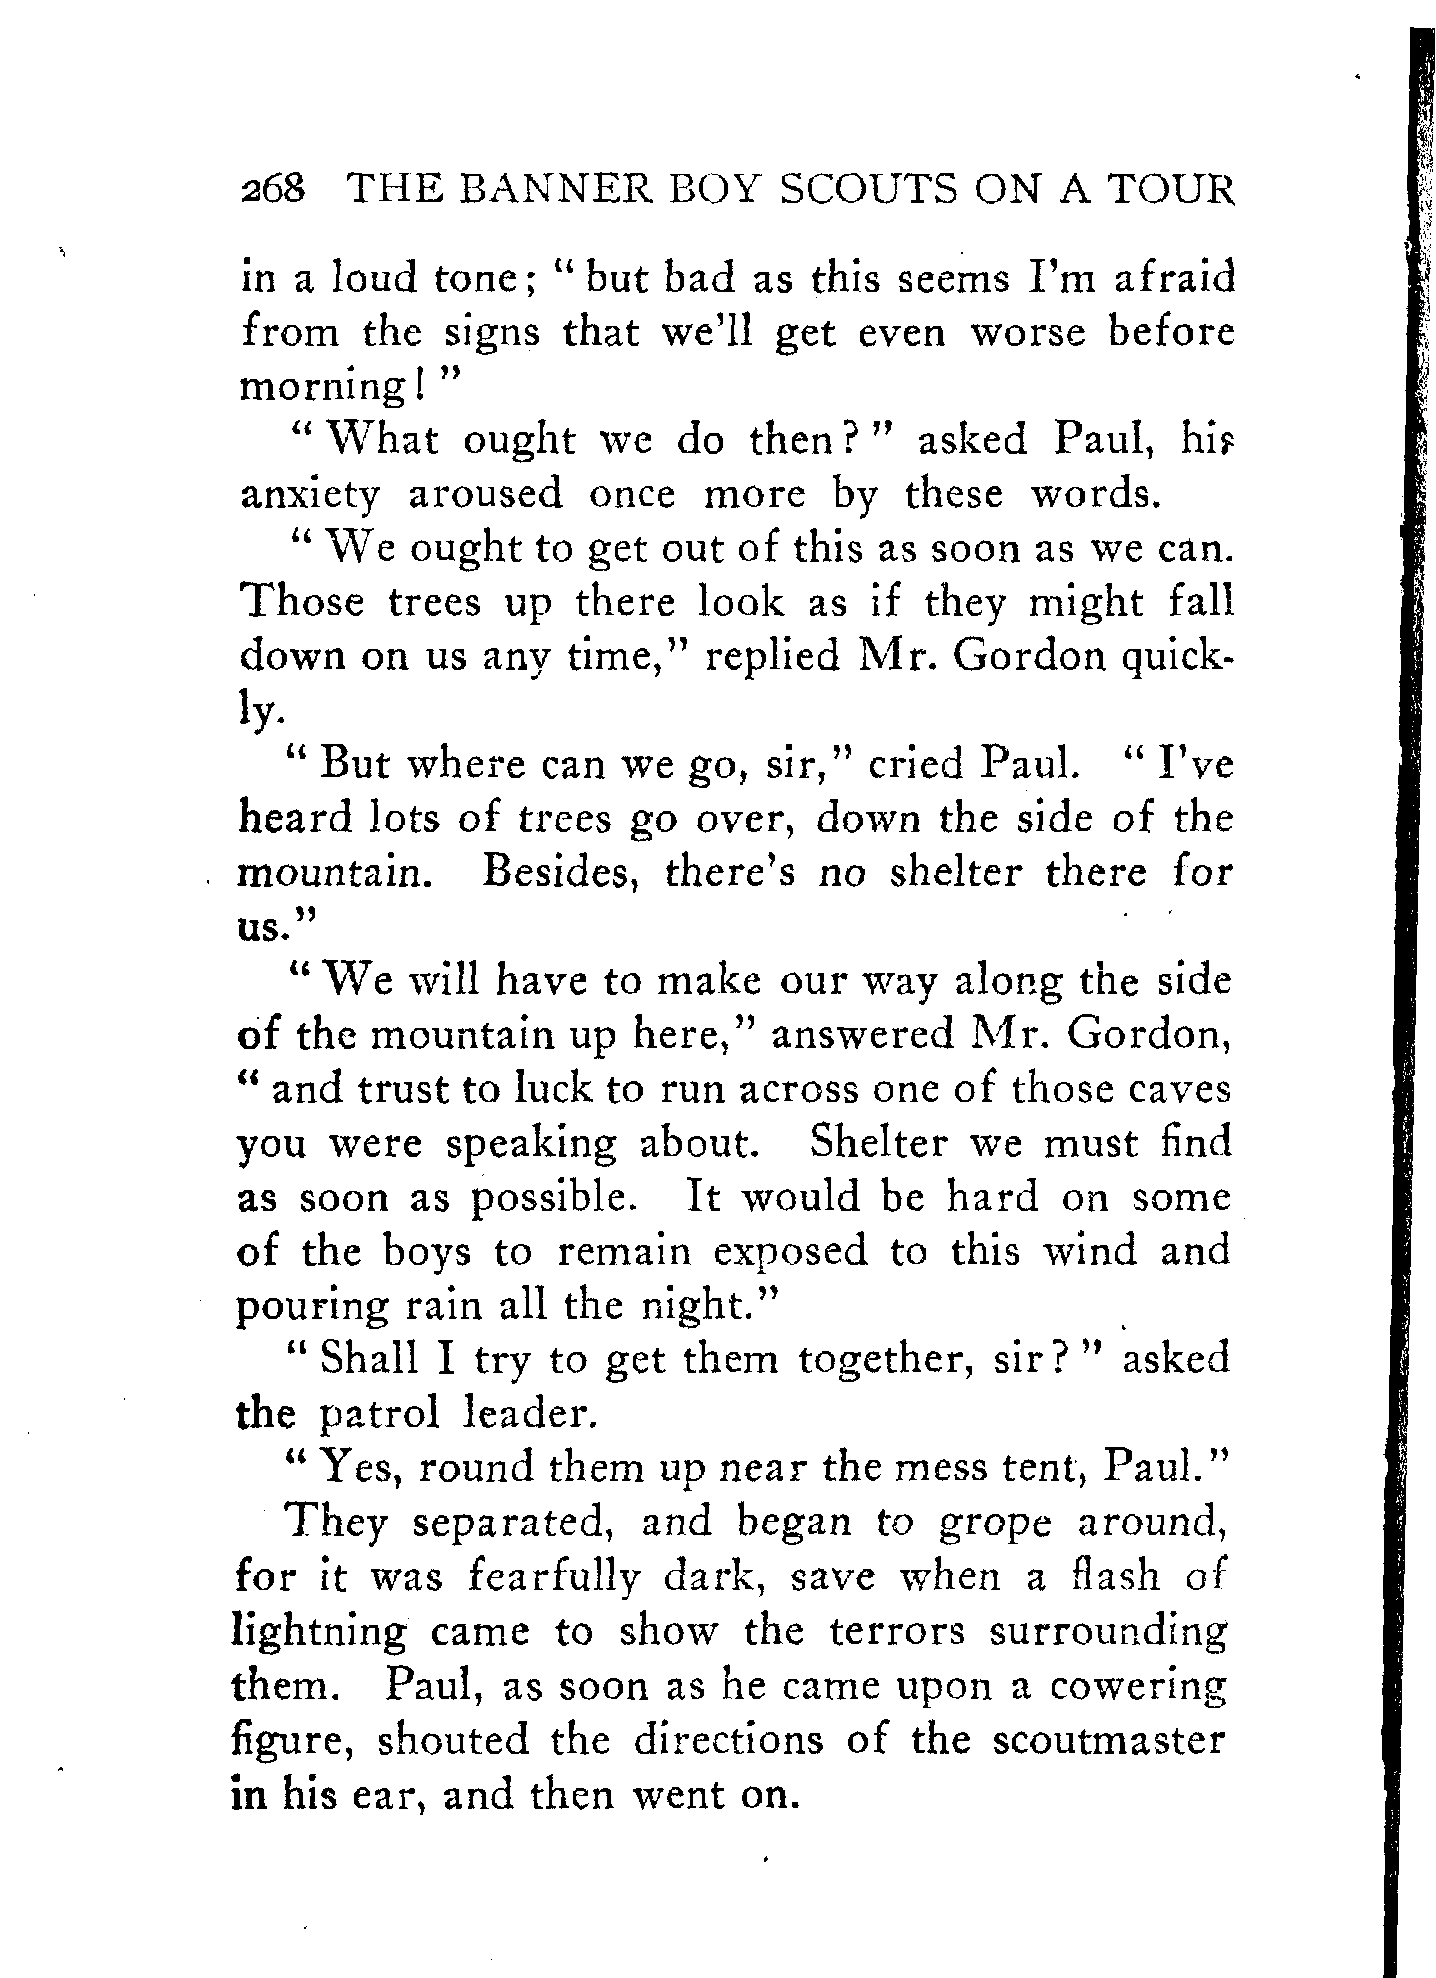 268 THE BANNER BOY SCOUTS ON A TOUR
in a loud tone; " but bad as this seems I'm afraid
from the signs that we'll get even worse before
morning! "
" What ought we do then? " asked Paul, his
anxiety aroused once more by these words.
" We ought to get out of this as soon as we can.
Those trees up there look as if they might fall
down on us any time," replied Mr. Gordon quick-
ly.
" But where can we go, sir," cried Paul. " I've
heard lots of trees go over, down the side of the
mountain. Besides, there's no shelter there for
us."
" We will have to make our way along the side
of the mountain up here," answered Mr. Gordon,
" and trust to luck to run across one of those caves
you were speaking about. Shelter we must find
as soon as possible. It would be hard on some
of the boys to remain exposed to this wind and
pouring rain all the night."
" Shall I try to get them together, sir? " asked
the patrol leader.
" Yes, round them up near the mess tent, Paul."
They separated, and began to grope around,
for it was fearfully dark, save when a flash of
lightning came to show the terrors surrounding
them. Paul, as soon as he came upon a cowering
figure, shouted the directions of the scoutmaster
in his ear, and then went on.